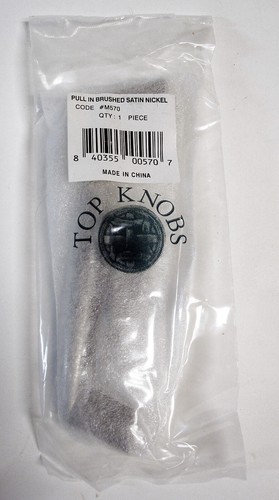 PULL IN BRUSHED SATIN NICKEL
CODE #M570
QTY: 1 PIECE
8 40355 00570 7
MADE IN CHINA
TOP KNOBS